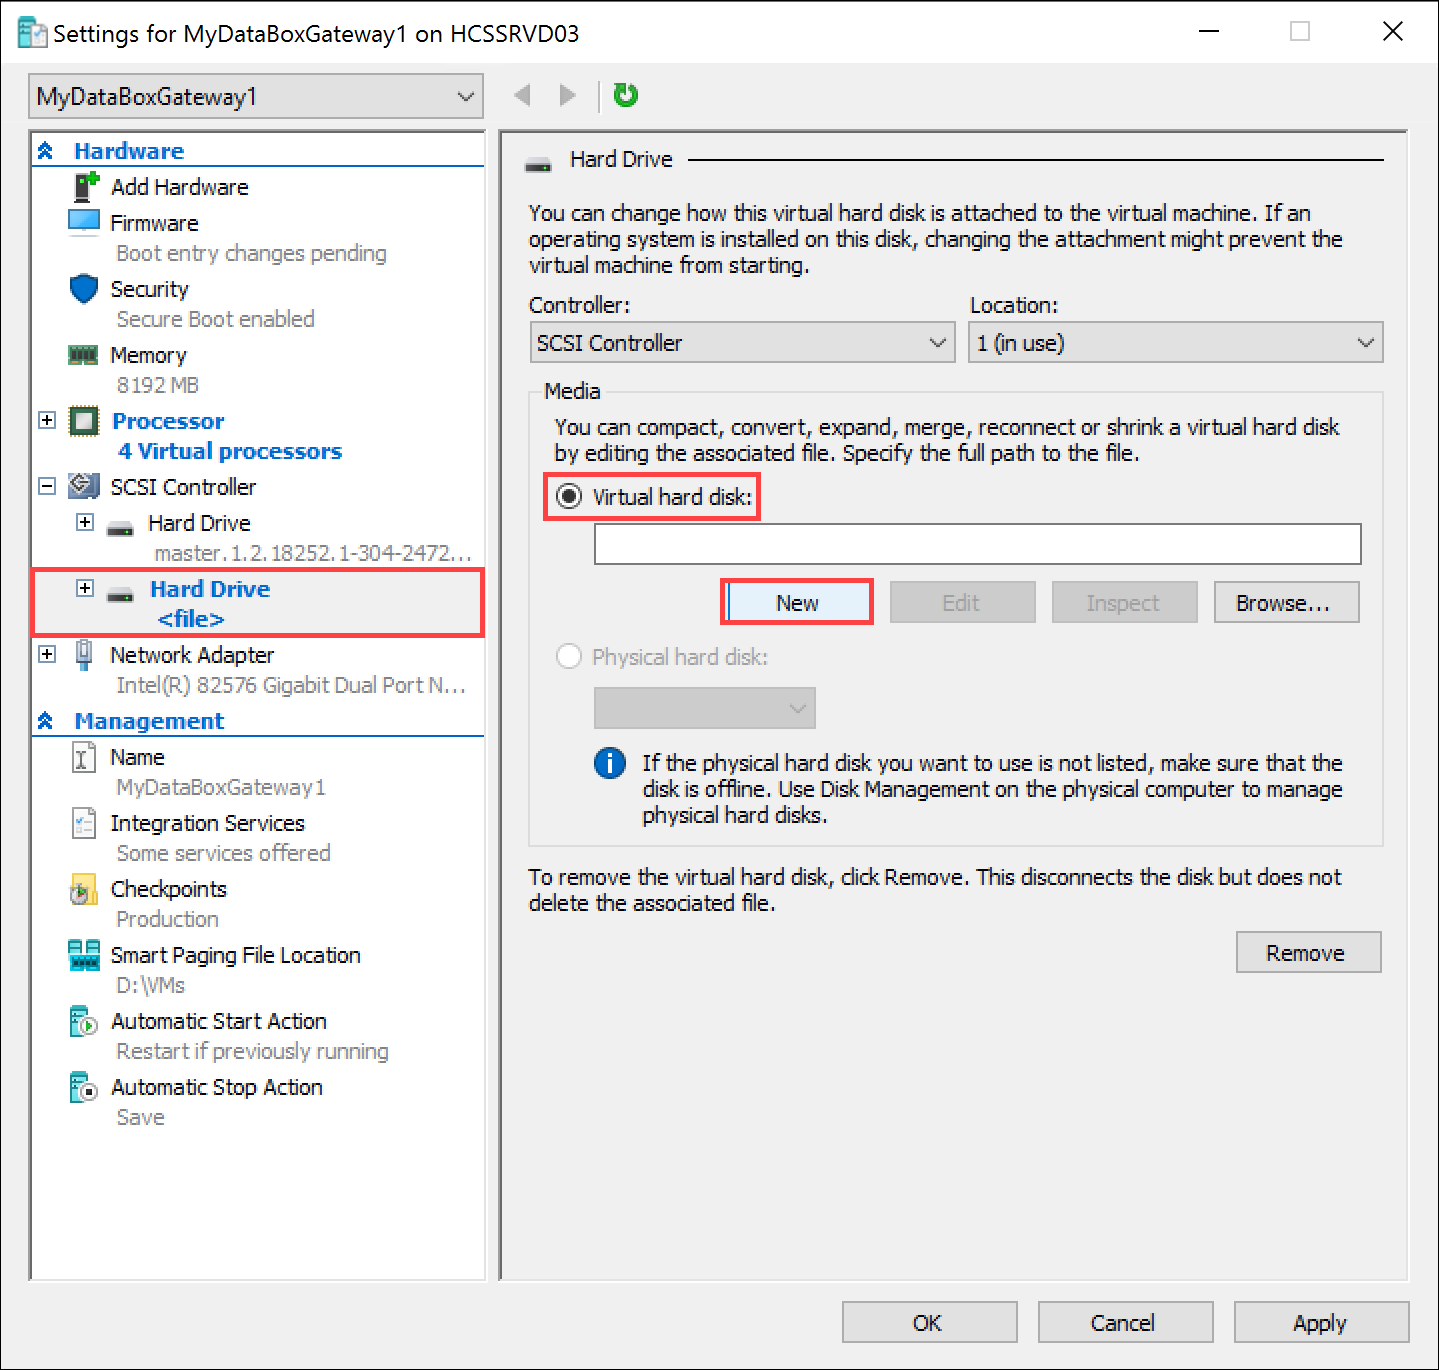 Settings for MyDataBoxGateway1 on HCSSRVD03
MyDataBoxGateway1
Hardware
Add Hardware
Firmware
Boot entry changes pending
Security
Secure Boot enabled
Memory
8192 MB
Processor
4 Virtual processors
SCSI Controller
Hard Drive
master.1.2.18252.1-304-2472...
Hard Drive
<file>
Network Adapter
Intel(R) 82576 Gigabit Dual Port N...
Management
Name
MyDataBoxGateway1
Integration Services
Some services offered
Checkpoints
Production
Smart Paging File Location
D:\VMs
Automatic Start Action
Restart if previously running
Automatic Stop Action
Save
Hard Drive
You can change how this virtual hard disk is attached to the virtual machine. If an
operating system is installed on this disk, changing the attachment might prevent the
virtual machine from starting.
Controller:
Location:
SCSI Controller
1 (in use)
Media
You can compact, convert, expand, merge, reconnect or shrink a virtual hard disk
by editing the associated file. Specify the full path to the file.
Virtual hard disk:
New
Edit
Inspect
Browse...
Physical hard disk:
If the physical hard disk you want to use is not listed, make sure that the
disk is offline. Use Disk Management on the physical computer to manage
physical hard disks.
To remove the virtual hard disk, click Remove. This disconnects the disk but does not
delete the associated file.
Remove
OK
Cancel
Apply